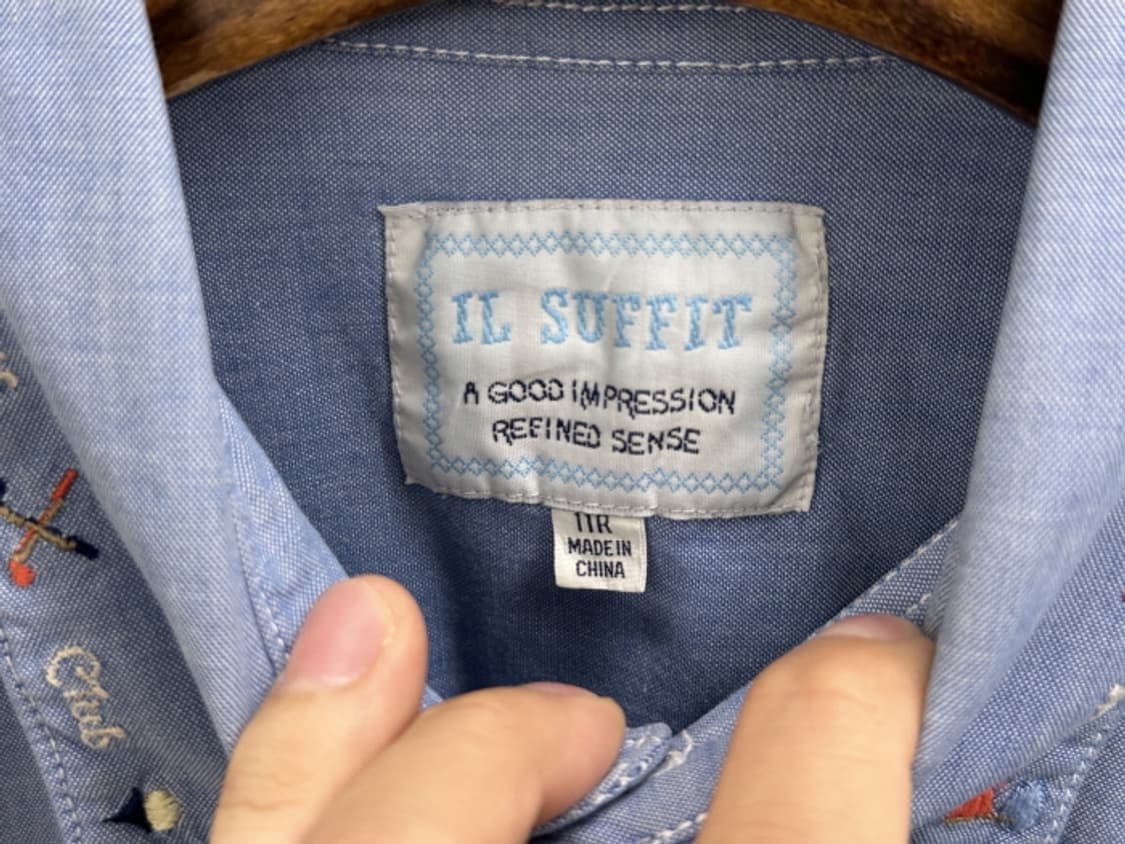 IL SUFFIT
A GOOD IMPRESSION
REFINED SENSE
11R
MADE IN
CHINA
Club